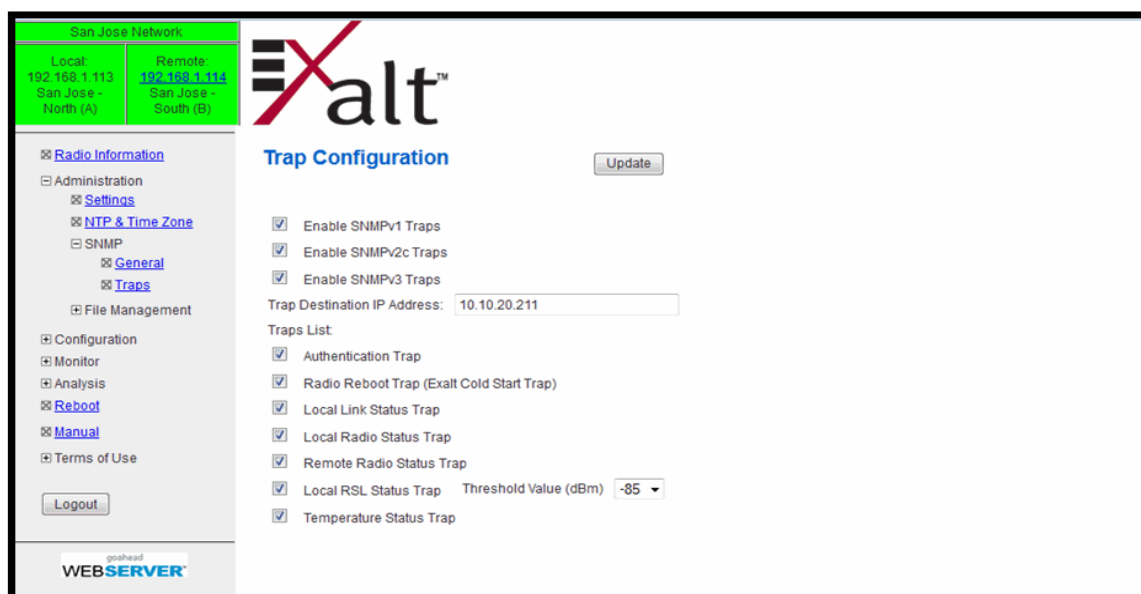 San Jose Network
Local:
192.168.1.113
San Jose -
North (A)
Remote:
192.168.1.114
San Jose -
South (B)
Exalt™
Radio Information
Administration
Settings
NTP & Time Zone
SNMP
General
Traps
File Management
Configuration
Monitor
Analysis
Reboot
Manual
Terms of Use
Logout
goahead
WEBSERVER
Trap Configuration
Update
Enable SNMPv1 Traps
Enable SNMPv2c Traps
Enable SNMPv3 Traps
Trap Destination IP Address: 10.10.20.211
Traps List:
Authentication Trap
Radio Reboot Trap (Exalt Cold Start Trap)
Local Link Status Trap
Local Radio Status Trap
Remote Radio Status Trap
Local RSL Status Trap Threshold Value (dBm) -85
Temperature Status Trap